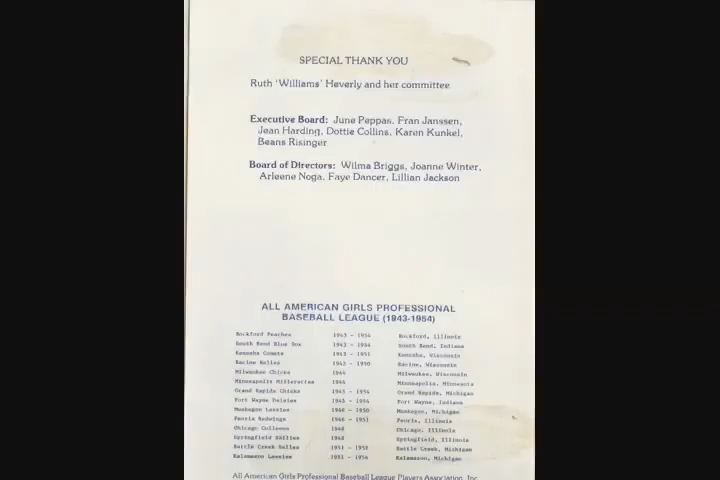 SPECIAL THANK YOU
Ruth 'Williams' Heverly and her committee
Executive Board: June Peppas, Fran Janssen,
Jean Harding, Dottie Collins, Karen Kunkel,
Beans Risinger
Board of Directors: Wilma Briggs, Joanne Winter,
Arleene Noga, Faye Dancer, Lillian Jackson
ALL AMERICAN GIRLS PROFESSIONAL
BASEBALL LEAGUE (1943-1954)
Rockford Peaches 1943 - 1954 Rockford, Illinois
South Bend Blue Sox 1943 - 1954 South Bend, Indiana
Kenosha Comets 1943 - 1951 Kenosha, Wisconsin
Racine Belles 1943 - 1950 Racine, Wisconsin
Milwaukee Chicks 1944 Milwaukee, Wisconsin
Minneapolis Millerettes 1944 Minneapolis, Minnesota
Grand Rapids Chicks 1945 - 1954 Grand Rapids, Michigan
Fort Wayne Daisies 1945 - 1954 Fort Wayne, Indiana
Muskegon Lassies 1946 - 1950 Muskegon, Michigan
Peoria Redwings 1946 - 1951 Peoria, Illinois
Chicago Colleens 1948 Chicago, Illinois
Springfield Sallies 1948 Springfield, Illinois
Battle Creek Belles 1951 - 1952 Battle Creek, Michigan
Kalamazoo Lassies 1951 - 1954 Kalamazoo, Michigan
All American Girls Professional Baseball League Players Association, Inc.